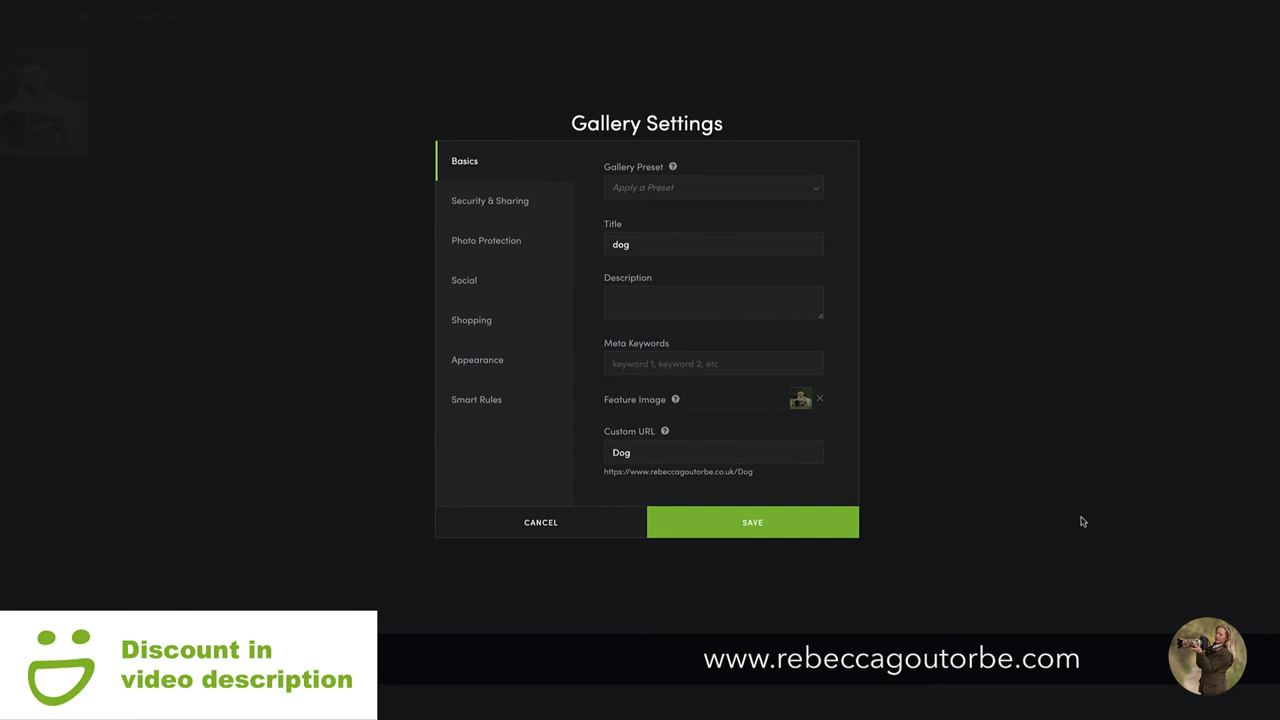 Gallery Settings
Basics
Security & Sharing
Photo Protection
Social
Shopping
Appearance
Smart Rules
Gallery Preset ?
Apply a Preset
Title
dog
Description
Meta Keywords
keyword 1, keyword 2, etc
Feature Image ?
Custom URL ?
Dog
https://www.rebeccagoutorbe.co.uk/Dog
CANCEL
SAVE
Discount in
video description
www.rebeccagoutorbe.com